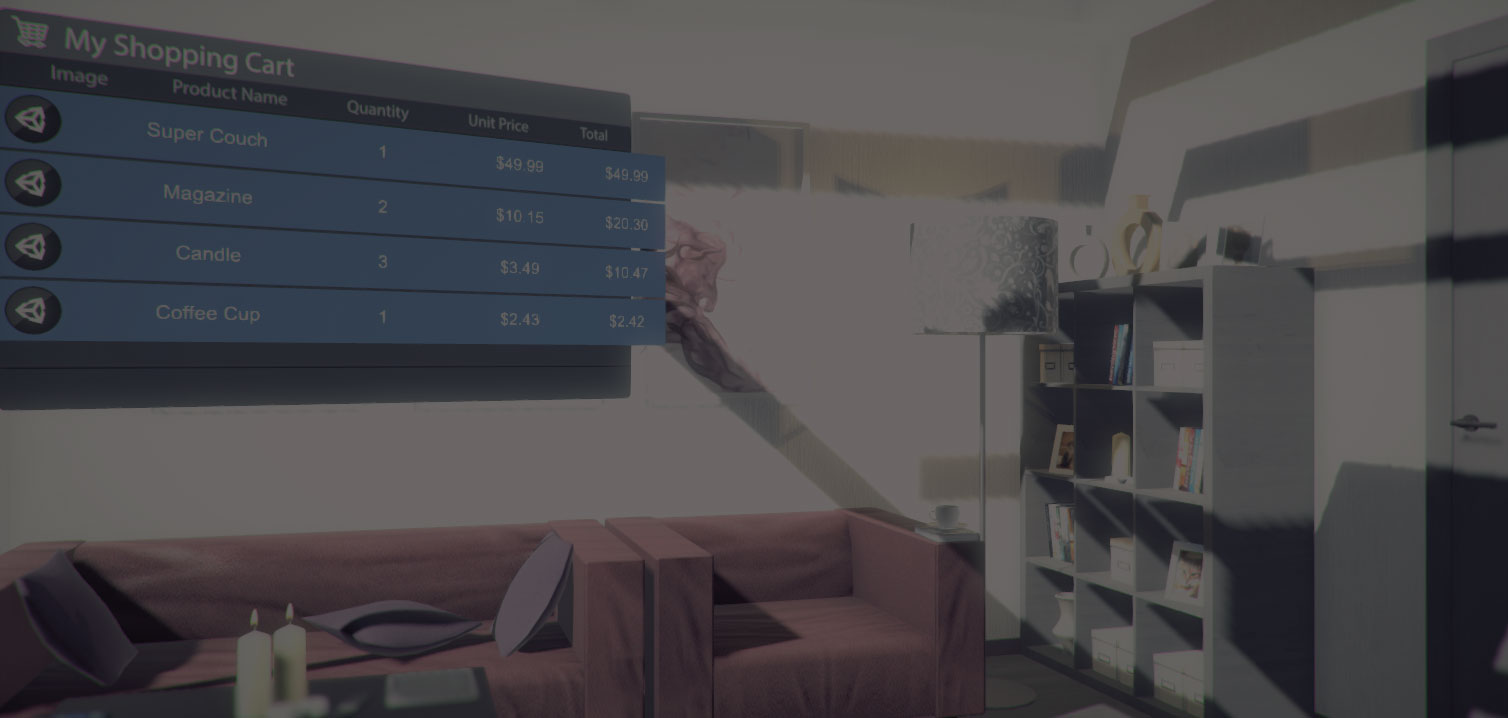 My Shopping Cart
Image Product Name Quantity Unit Price Total
Super Couch 1 $49.99 $49.99
Magazine 2 $10.15 $20.30
Candle 3 $3.49 $10.47
Coffee Cup 1 $2.43 $2.42